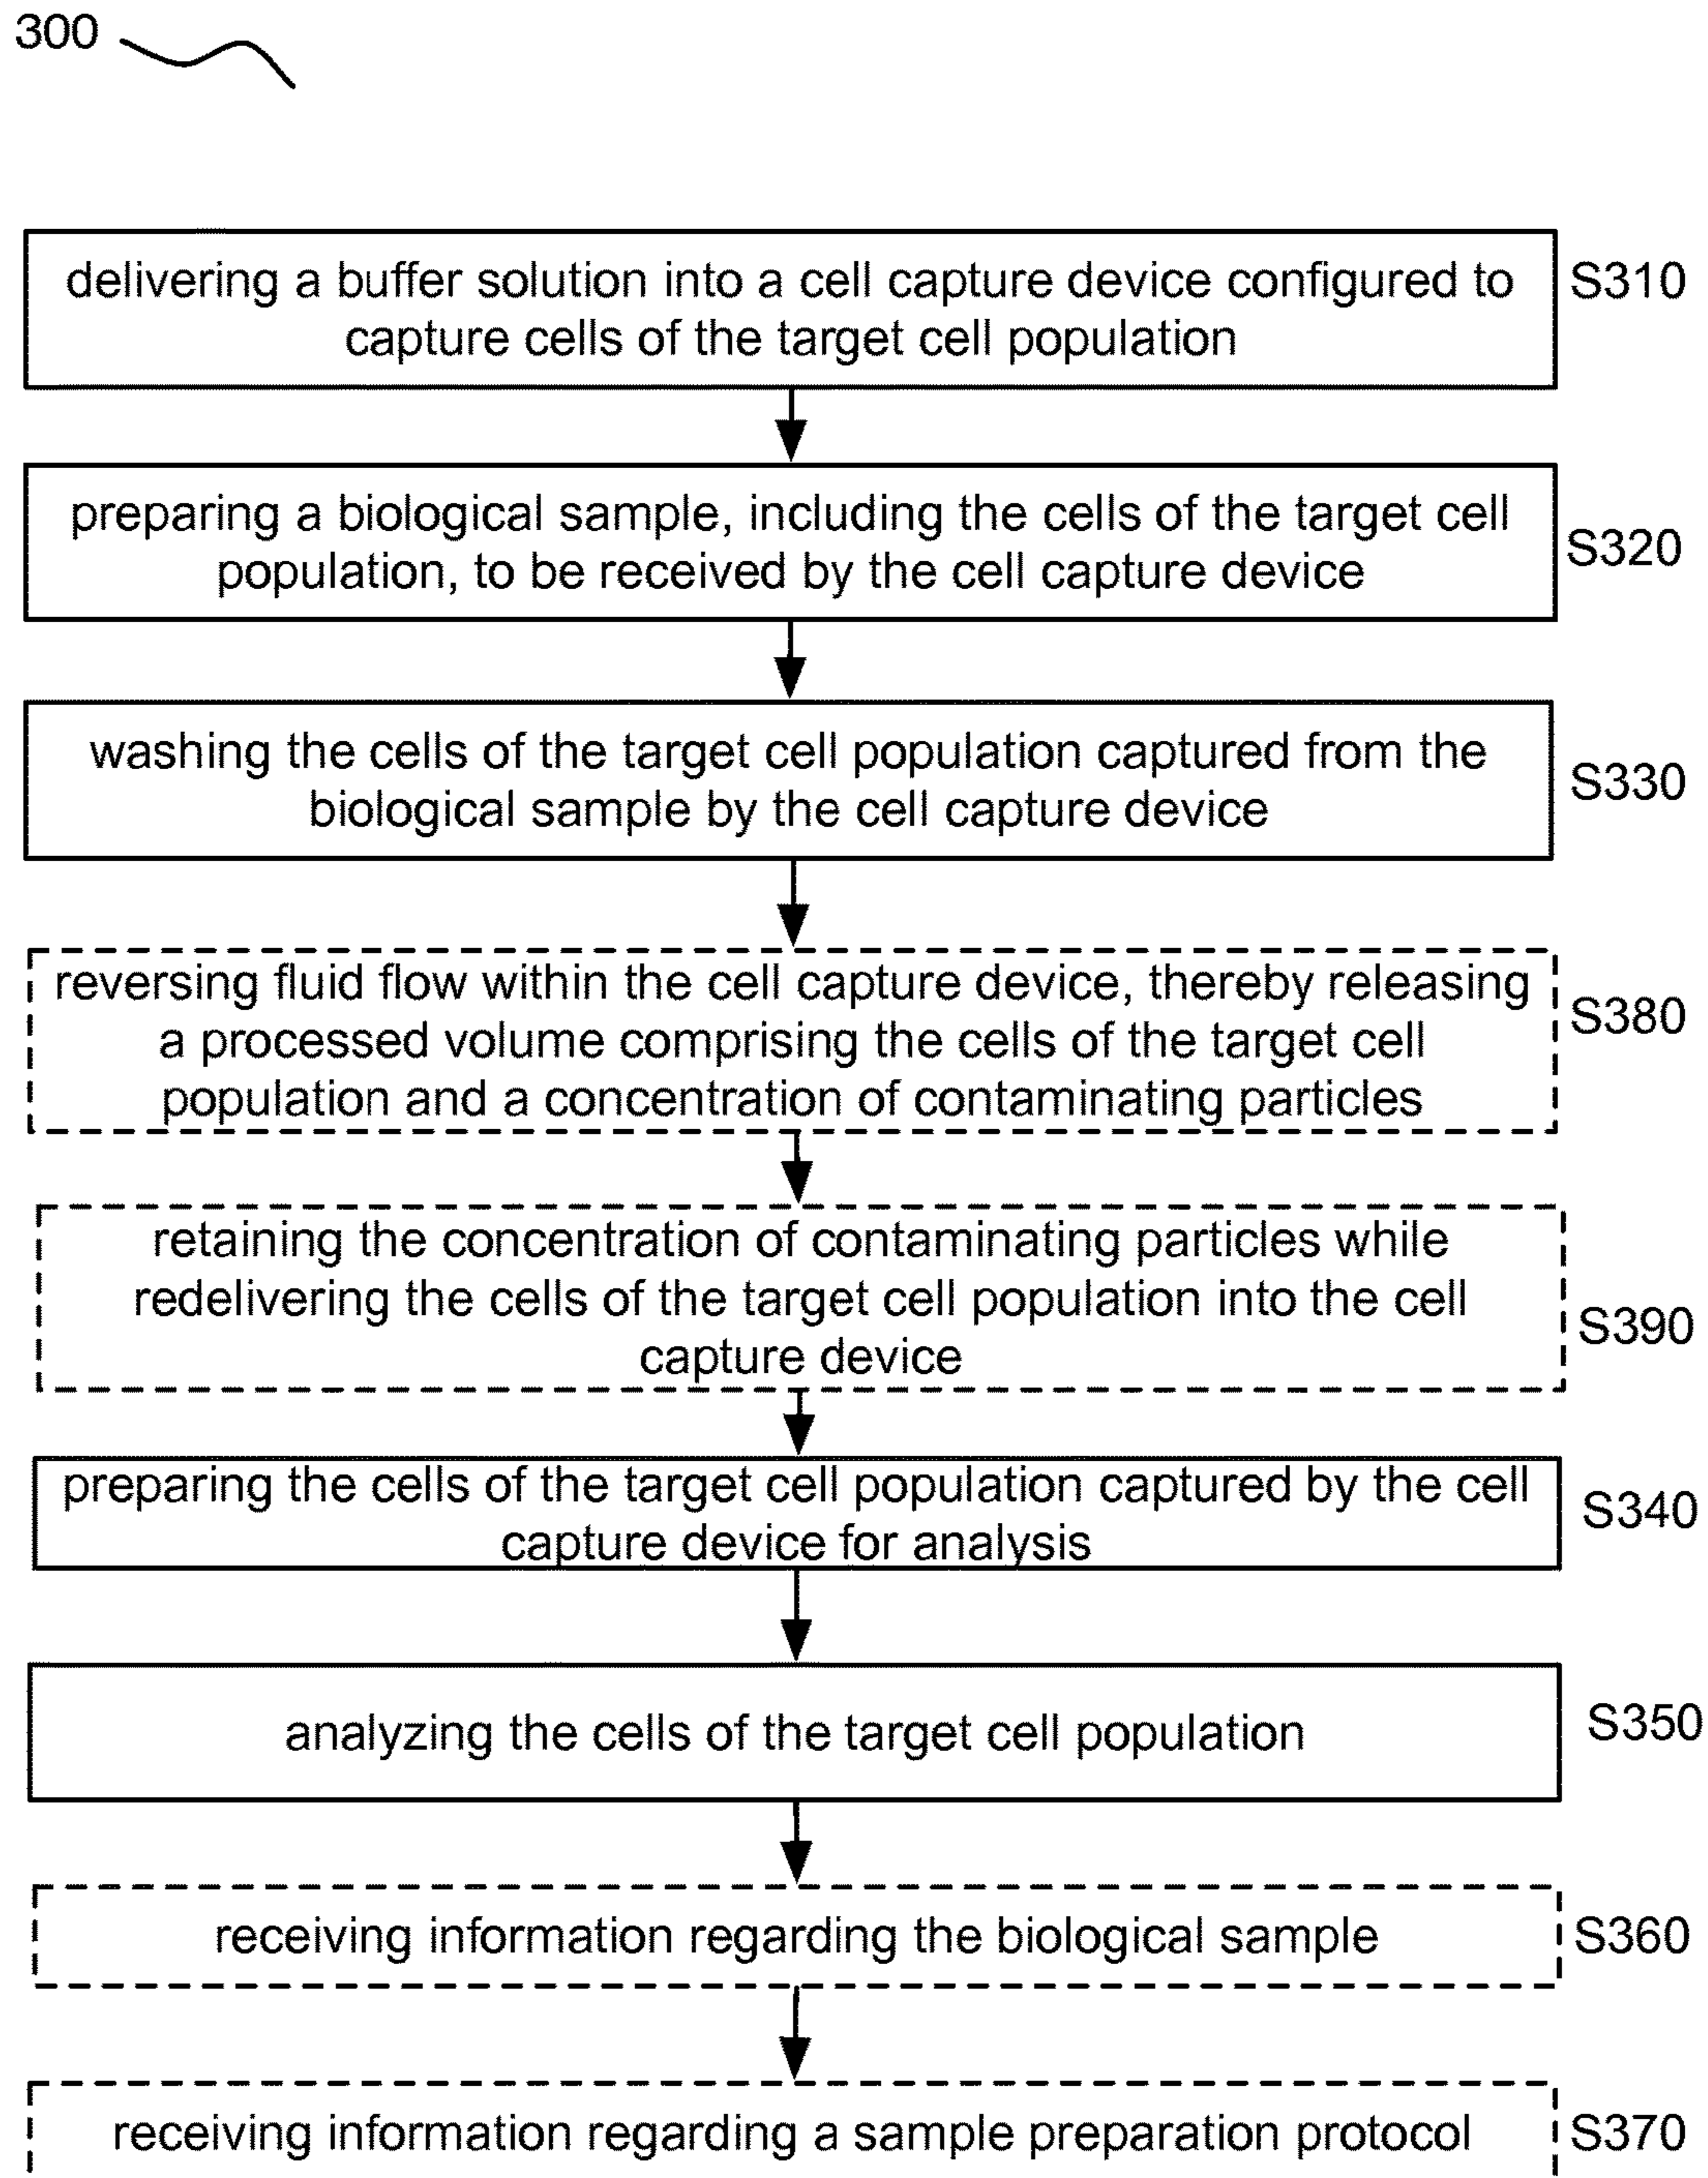 300
delivering a buffer solution into a cell capture device configured to
capture cells of the target cell population
S310
preparing a biological sample, including the cells of the target cell
population, to be received by the cell capture device
S320
washing the cells of the target cell population captured from the
biological sample by the cell capture device
S330
reversing fluid flow within the cell capture device, thereby releasing
a processed volume comprising the cells of the target cell
population and a concentration of contaminating particles
S380
retaining the concentration of contaminating particles while
redelivering the cells of the target cell population into the cell
capture device
S390
preparing the cells of the target cell population captured by the cell
capture device for analysis
S340
analyzing the cells of the target cell population
S350
receiving information regarding the biological sample
S360
receiving information regarding a sample preparation protocol
S370